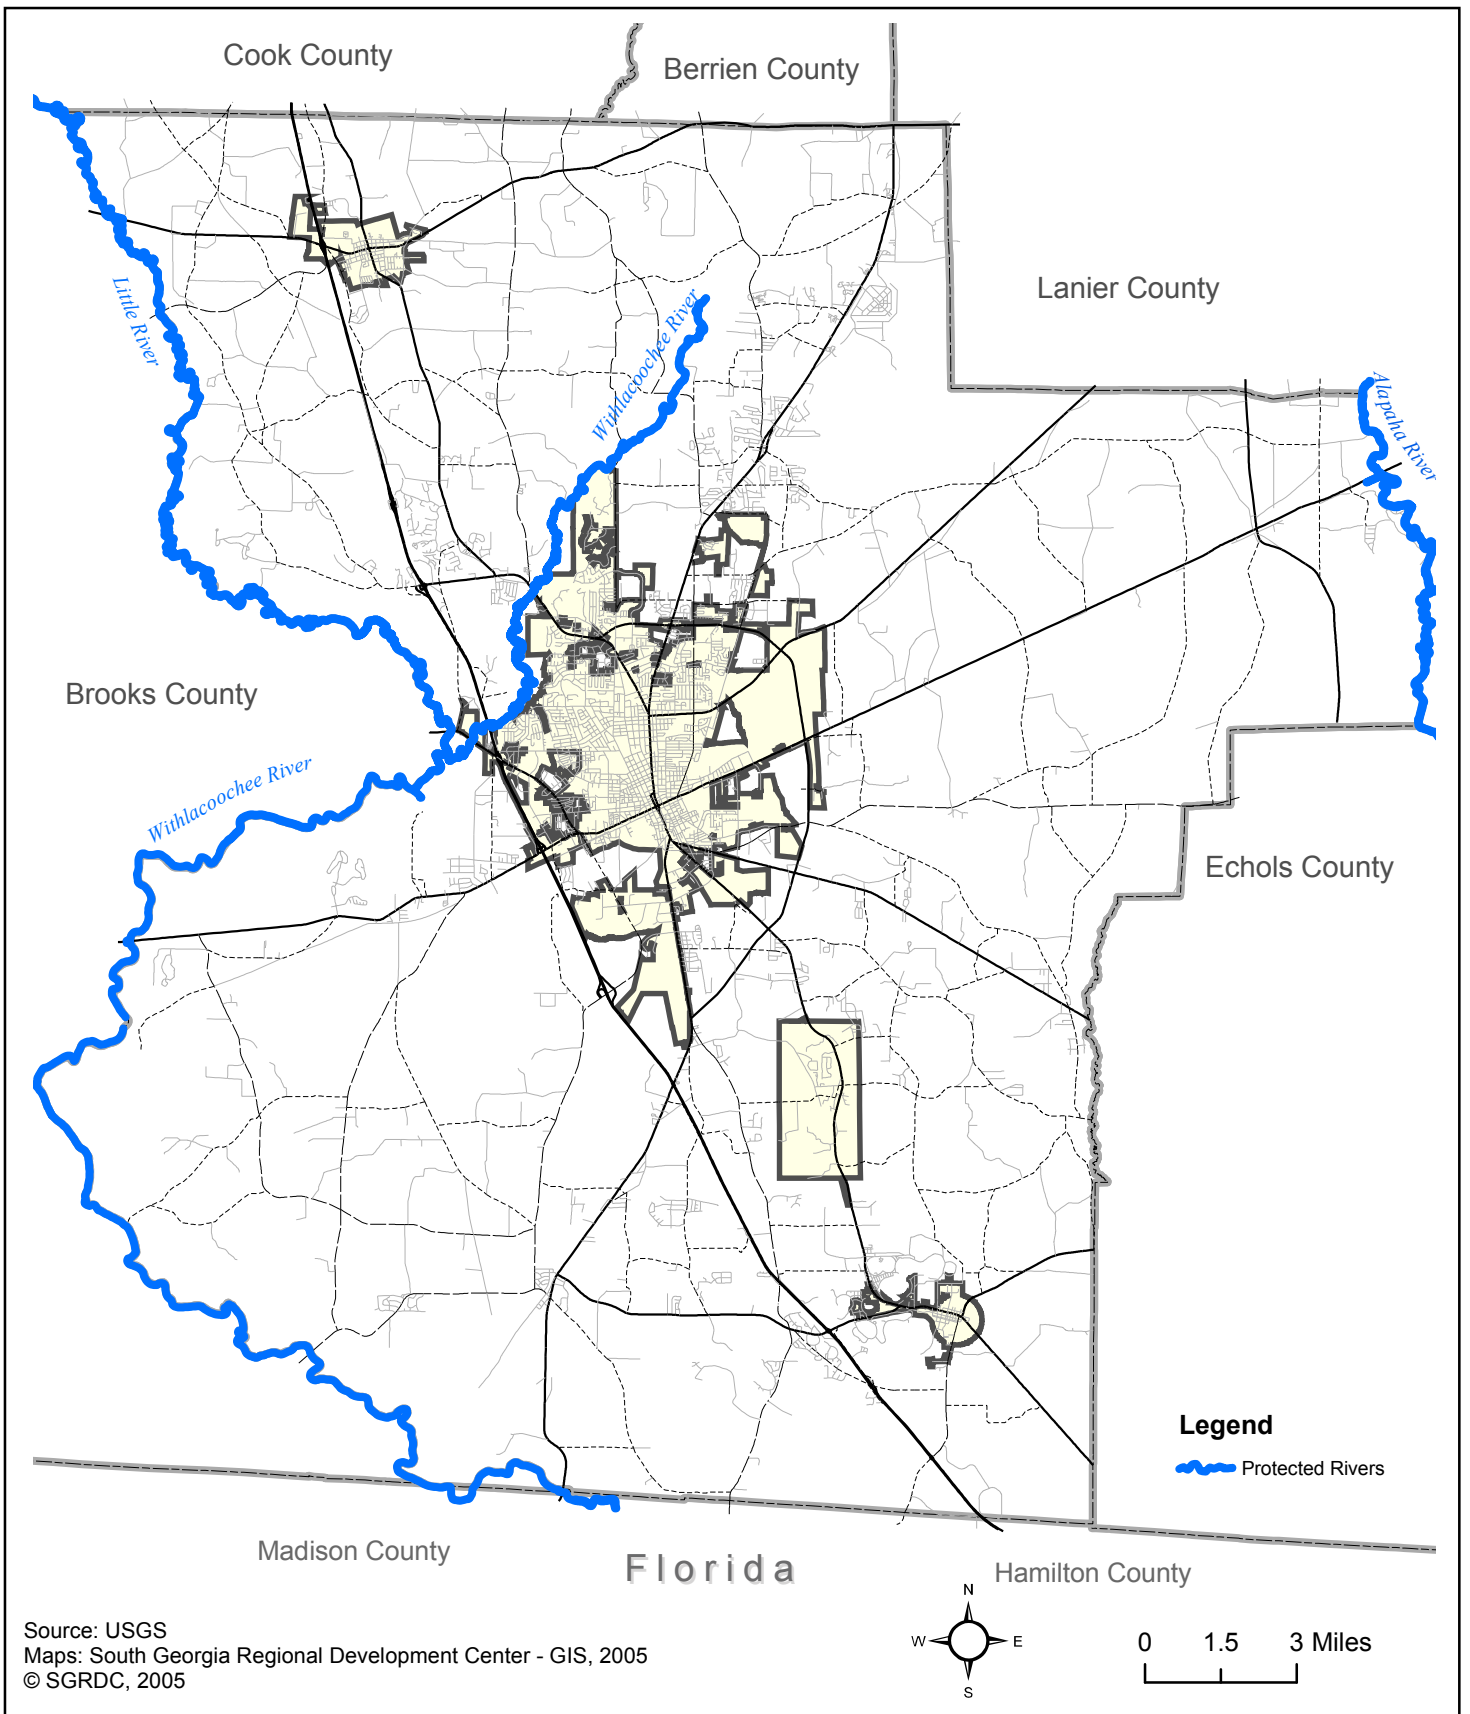 Cook County
Berrien County
Lanier County
Little River
Withlacoochee River
Alapaha River
Brooks County
Withlacoochee River
Echols County
Legend
Protected Rivers
Madison County
Florida
Hamilton County
N
W
E
S
0 1.5 3 Miles
Source: USGS
Maps: South Georgia Regional Development Center - GIS, 2005
© SGRDC, 2005